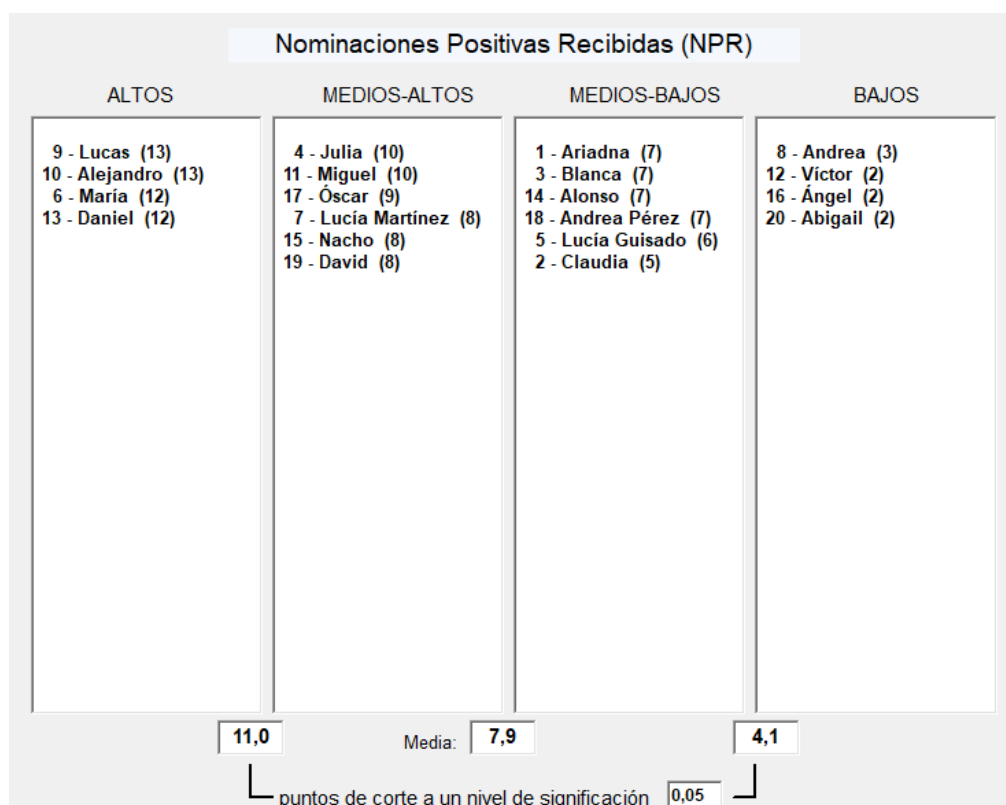 Nominaciones Positivas Recibidas (NPR)
ALTOS
9 - Lucas (13)
10 - Alejandro (13)
6 - María (12)
13 - Daniel (12)
MEDIOS-ALTOS
4 - Julia (10)
11 - Miguel (10)
17 - Óscar (9)
7 - Lucía Martínez (8)
15 - Nacho (8)
19 - David (8)
MEDIOS-BAJOS
1 - Ariadna (7)
3 - Blanca (7)
14 - Alonso (7)
18 - Andrea Pérez (7)
5 - Lucía Guisado (6)
2 - Claudia (5)
BAJOS
8 - Andrea (3)
12 - Víctor (2)
16 - Ángel (2)
20 - Abigail (2)
11,0 Media: 7,9 4,1
puntos de corte a un nivel de significación 0,05